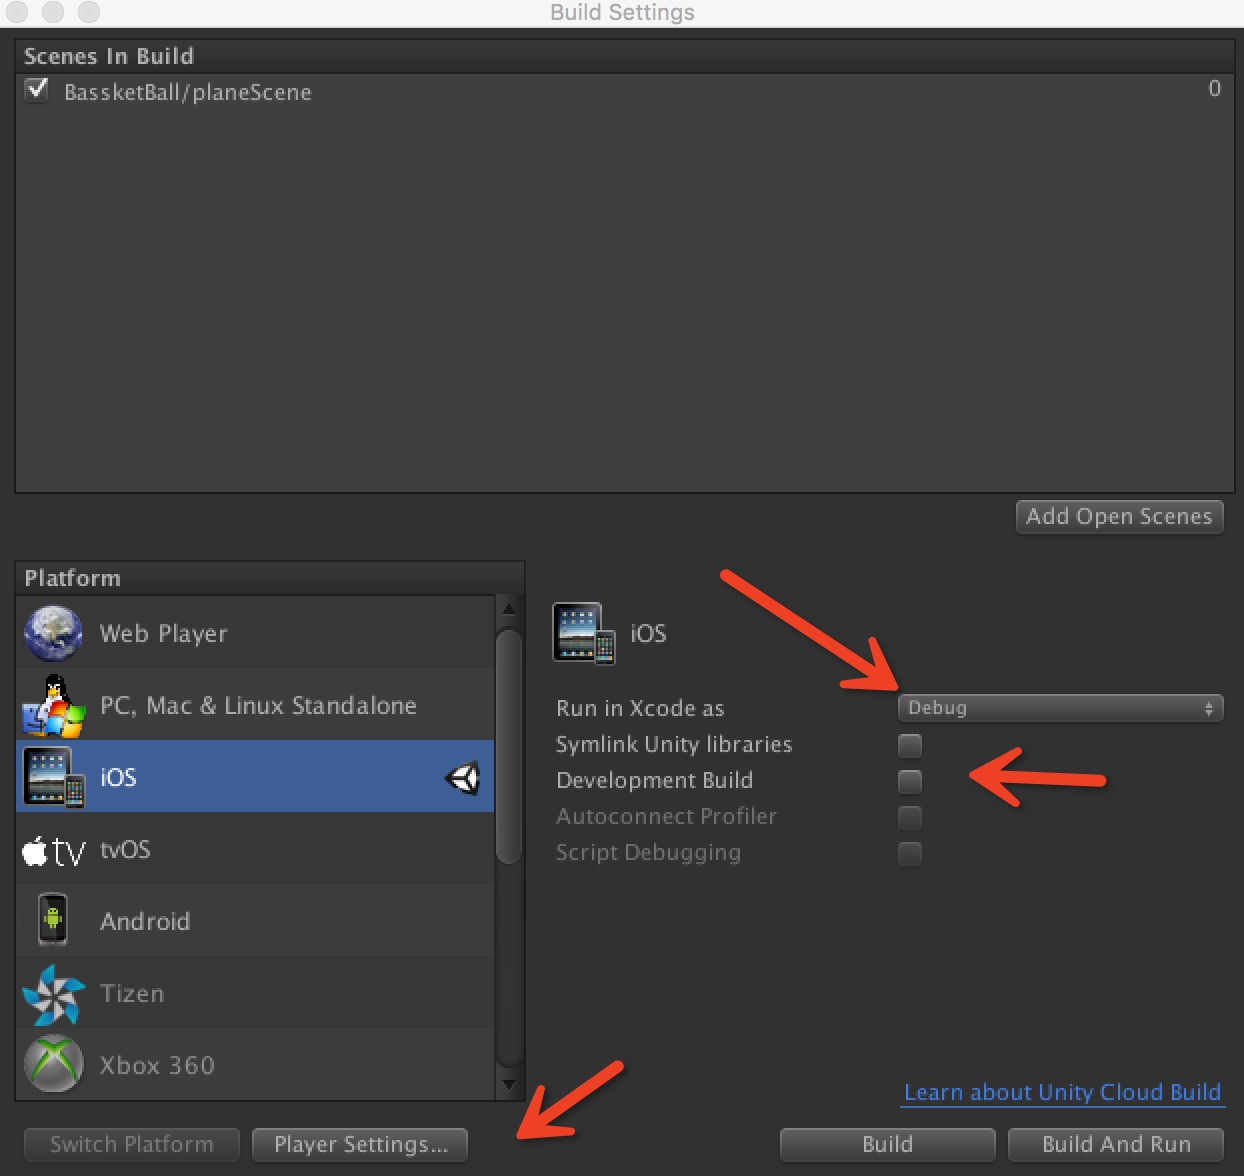 Build Settings
Scenes In Build
BassketBall/planeScene 0
Add Open Scenes
Platform
Web Player
PC, Mac & Linux Standalone
iOS
tv tvOS
Android
Tizen
Xbox 360
iOS
Run in Xcode as Debug
Symlink Unity libraries
Development Build
Autoconnect Profiler
Script Debugging
Learn about Unity Cloud Build
Switch Platform Player Settings... Build Build And Run